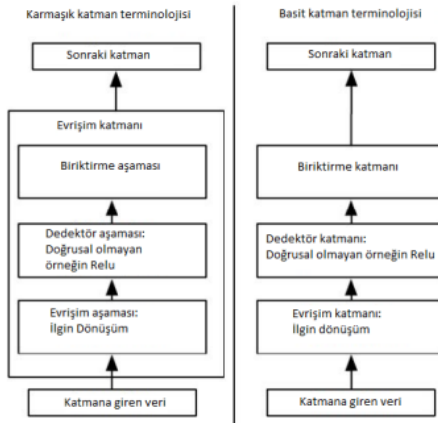 Karmaşık katman terminolojisi
Sonraki katman
Evrişim katmanı
Biriktirme aşaması
Dedektör aşaması:
Doğrusal olmayan
örneğin Relu
Evrişim aşaması:
İlgin Dönüşüm
Katmana giren veri
Basit katman terminolojisi
Sonraki katman
Biriktirme katmanı
Dedektör katmanı:
Doğrusal olmayan örneğin Relu
Evrişim katmanı:
İlgin dönüşüm
Katmana giren veri